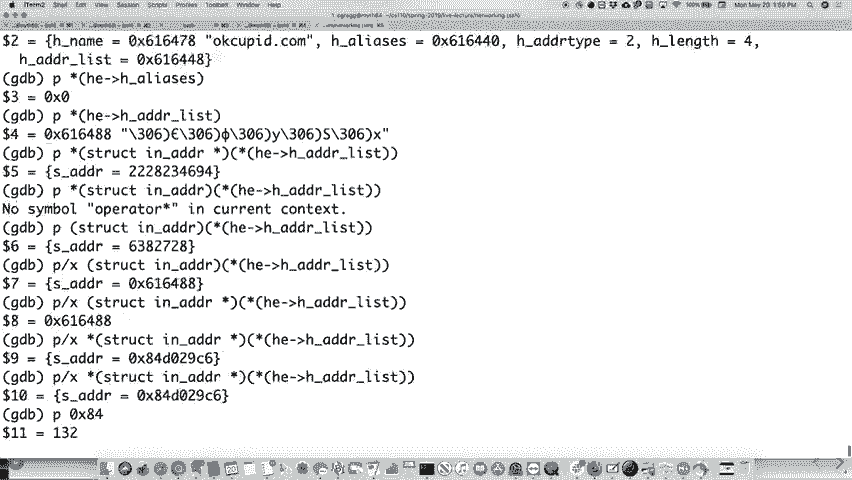 iTerm2 Shell Edit View Session Scripts Profiles Toolbelt Window Help
100% Mon May 20 1:59 PM
$2 = {h_name = 0x616478 "okcupid.com", h_aliases = 0x616440, h_addrtype = 2, h_length = 4,
h_addr_list = 0x616448}
(gdb) p *(he->h_aliases)
$3 = 0x0
(gdb) p *(he->h_addr_list)
$4 = 0x616488 "\306)Є\306)ф\306)y\306)S\306)x"
(gdb) p *(struct in_addr *)(*(he->h_addr_list))
$5 = {s_addr = 2228234694}
(gdb) p *(struct in_addr)(*(he->h_addr_list))
No symbol "operator*" in current context.
(gdb) p (struct in_addr)(*(he->h_addr_list))
$6 = {s_addr = 6382728}
(gdb) p/x (struct in_addr)(*(he->h_addr_list))
$7 = {s_addr = 0x616488}
(gdb) p/x (struct in_addr *)(*(he->h_addr_list))
$8 = 0x616488
(gdb) p/x *(struct in_addr *)(*(he->h_addr_list))
$9 = {s_addr = 0x84d029c6}
(gdb) p/x *(struct in_addr *)(*(he->h_addr_list))
$10 = {s_addr = 0x84d029c6}
(gdb) p 0x84
$11 = 132